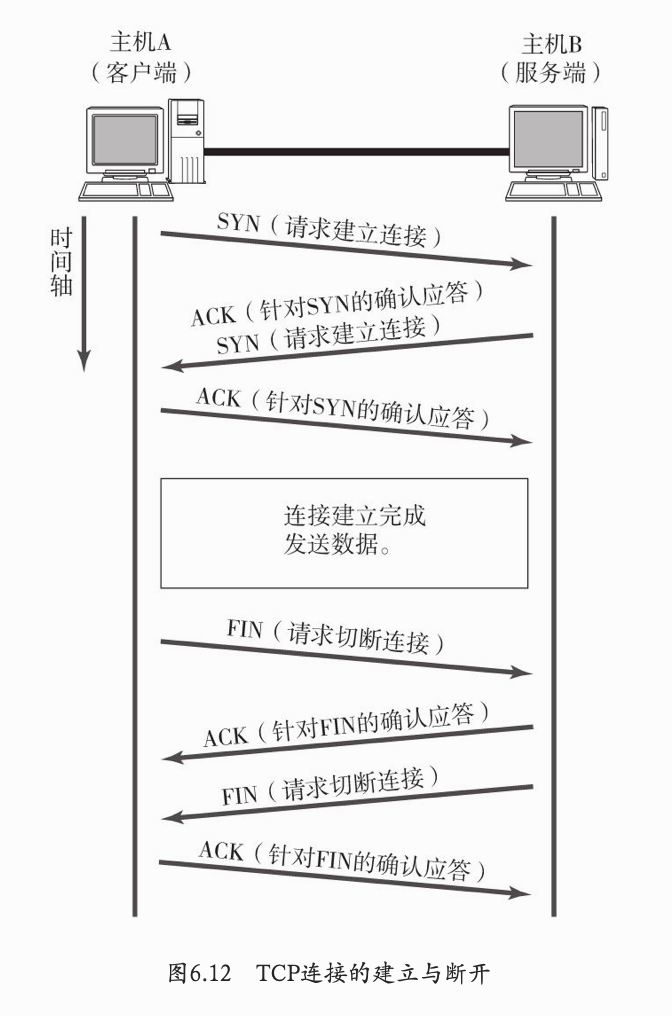 主机A
（客户端）
主机B
（服务端）
时间轴
SYN（请求建立连接）
ACK（针对SYN的确认应答）
SYN（请求建立连接）
ACK（针对SYN的确认应答）
连接建立完成
发送数据。
FIN（请求切断连接）
ACK（针对FIN的确认应答）
FIN（请求切断连接）
ACK（针对FIN的确认应答）
图6.12 TCP连接的建立与断开